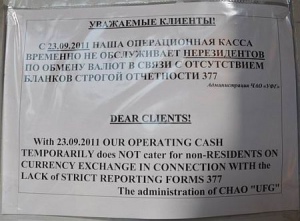 УВАЖАЕМЫЕ КЛИЕНТЫ!
С 23.09.2011 НАША ОПЕРАЦИОННАЯ КАССА
ВРЕМЕННО НЕ ОБСЛУЖИВАЕТ НЕРЕЗИДЕНТОВ
ПО ОБМЕНУ ВАЛЮТ В СВЯЗИ С ОТСУТСТВИЕМ
БЛАНКОВ СТРОГОЙ ОТЧЕТНОСТИ 377
Администрация ЧАО «УФГ»
DEAR CLIENTS!
With 23.09.2011 OUR OPERATING CASH
TEMPORARILY does NOT cater for non-RESIDENTS ON
CURRENCY EXCHANGE IN CONNECTION WITH the
LACK of STRICT REPORTING FORMS 377
The administration of CHAO "UFG"